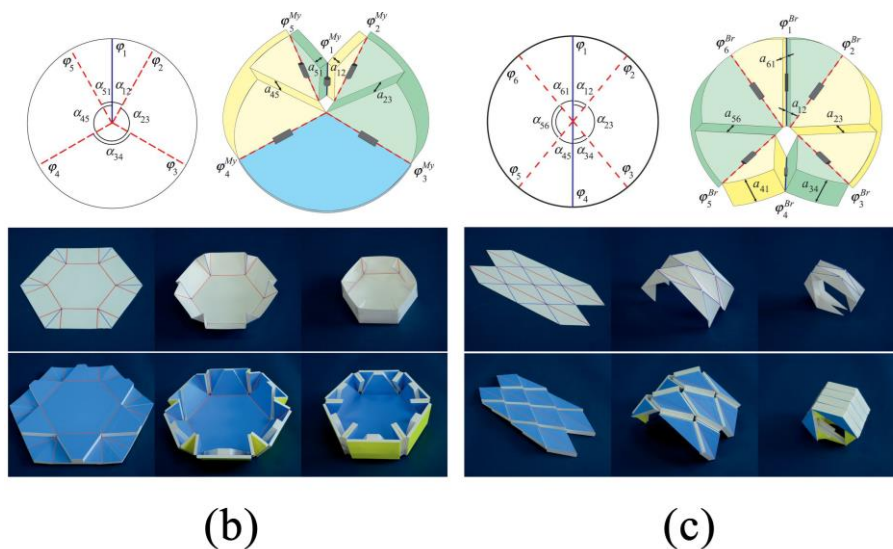 φ₁
φ₂
φ₃
φ₄
φ₅
α₅₁
α₁₂
α₄₅
α₂₃
α₃₄
φ₅ᴹʸ
φ₁ᴹʸ
φ₂ᴹʸ
a₅₁
a₁₂
a₄₅
a₂₃
φ₄ᴹʸ
φ₃ᴹʸ
(b)
φ₁
φ₆
φ₂
α₆₁
α₁₂
α₅₆
α₂₃
α₄₅
α₃₄
φ₅
φ₃
φ₄
φ₁ᴮʳ
φ₆ᴮʳ
φ₂ᴮʳ
a₆₁
a₁₂
a₅₆
a₂₃
a₄₁
a₃₄
φ₅ᴮʳ
φ₄ᴮʳ
φ₃ᴮʳ
(c)